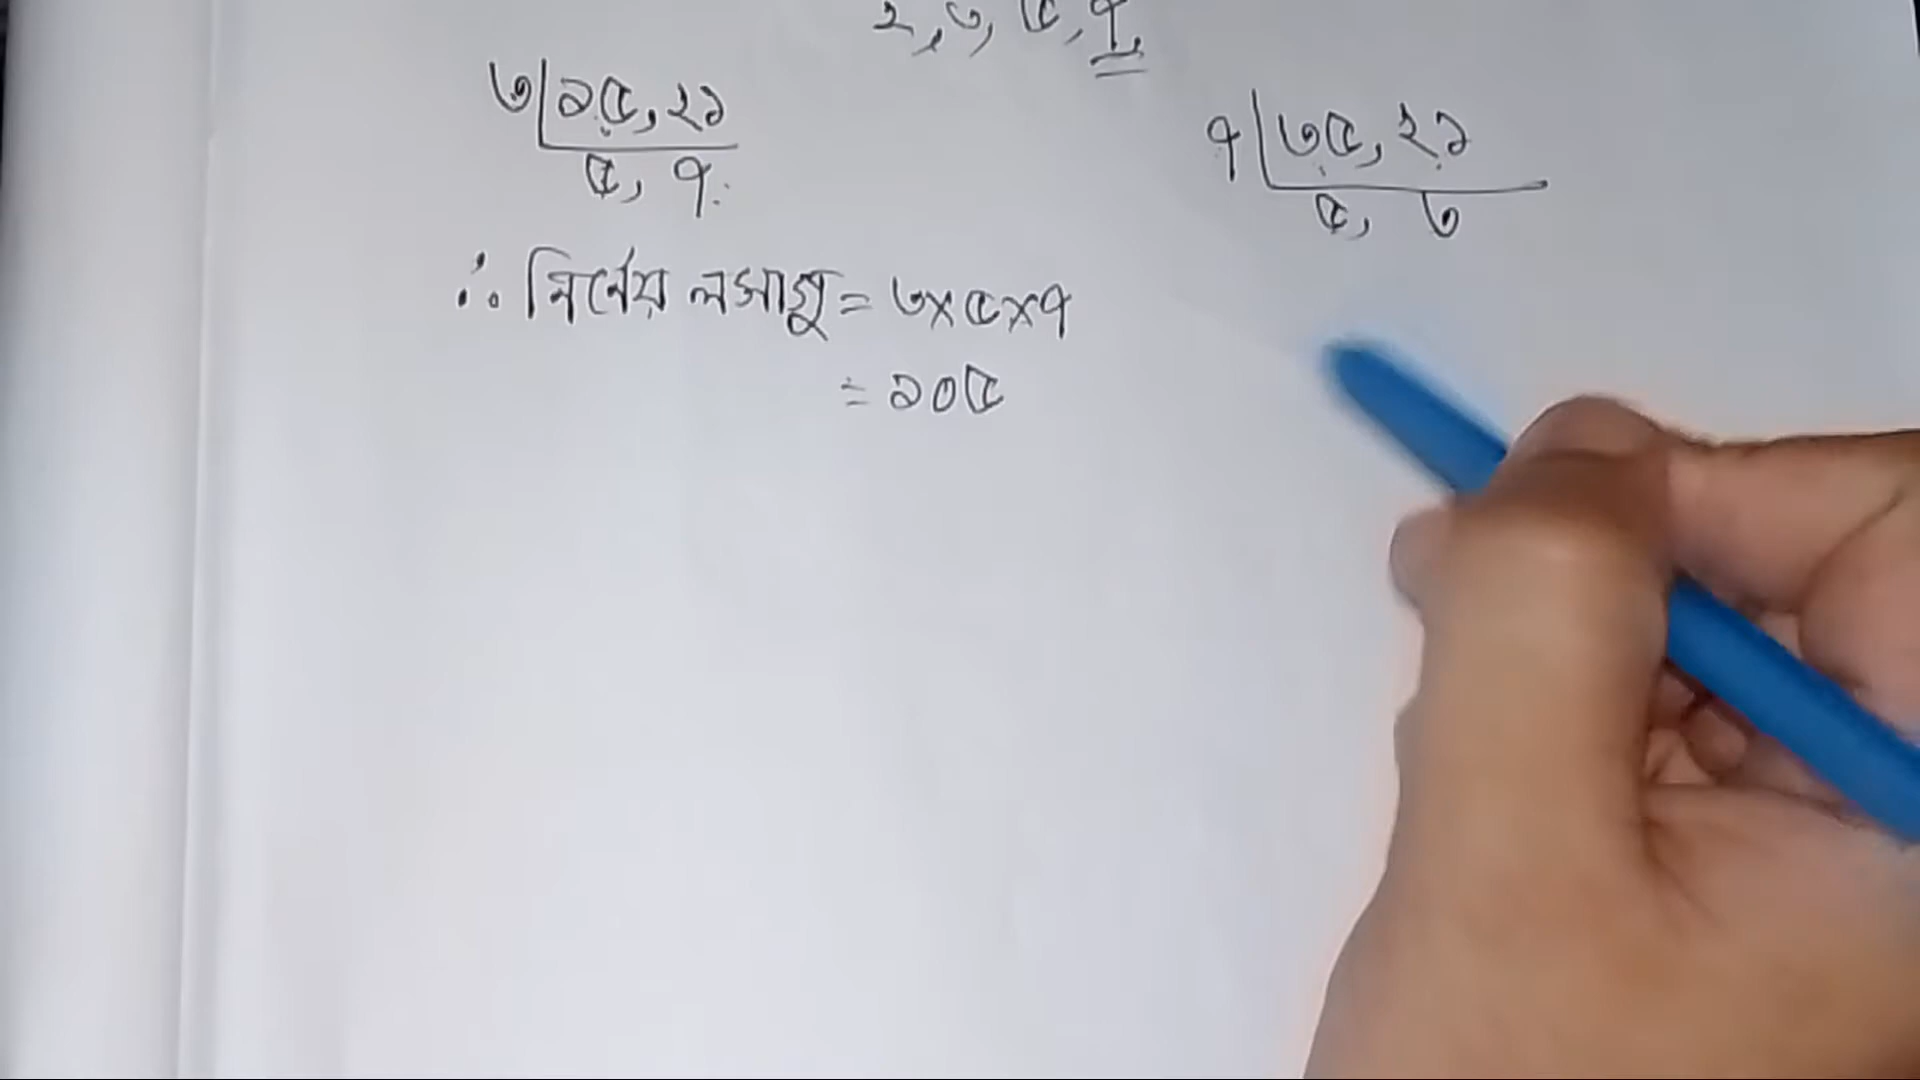 ২, ৩, ৫, ৭,
৩ ১৫, ২১
৫, ৭
∴ নির্নেয় লসাগু = ৩×৫×৭
= ১০৫
৭ ৩৫, ২১
৫, ৩